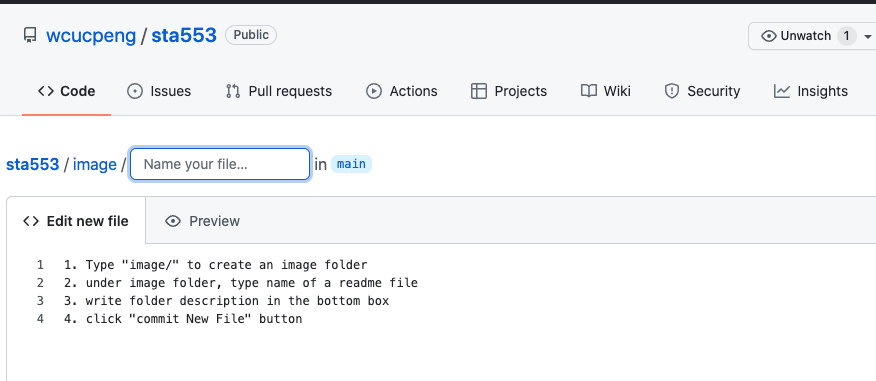 wcucpeng / sta553 Public Unwatch 1
Code Issues Pull requests Actions Projects Wiki Security Insights
sta553 / image / Name your file... in main
Edit new file Preview
1 1. Type "image/" to create an image folder
2 2. under image folder, type name of a readme file
3 3. write folder description in the bottom box
4 4. click "commit New File" button